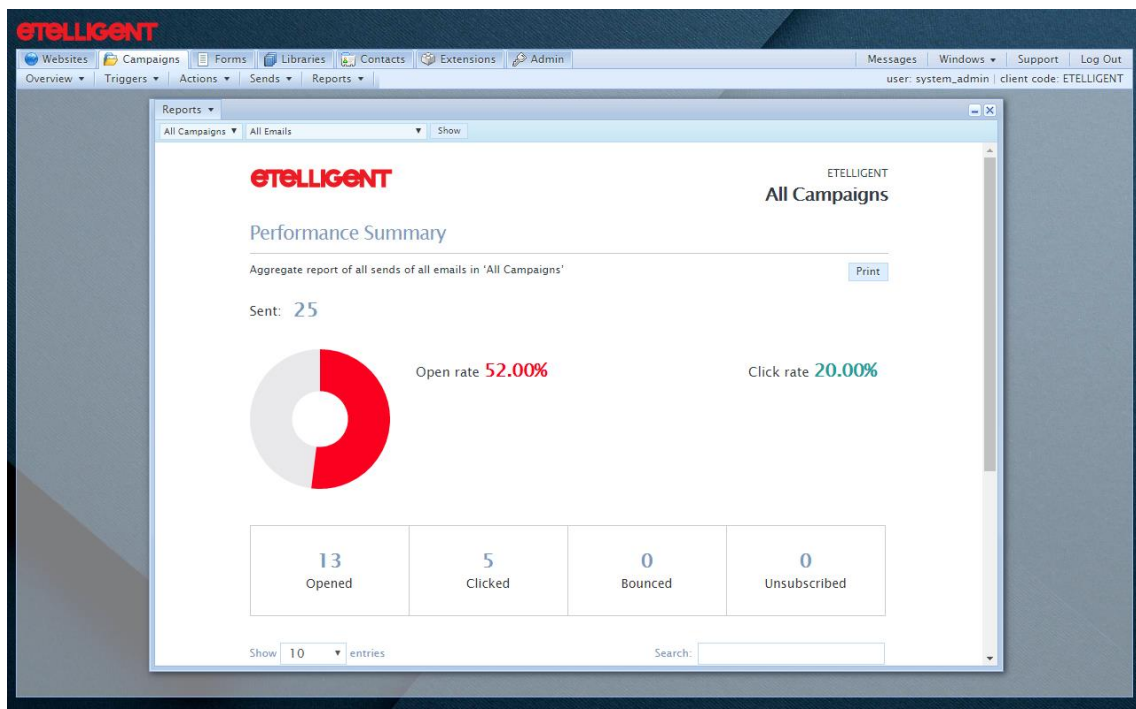 eTeLLIGeNT
Websites Campaigns Forms Libraries Contacts Extensions Admin Messages Windows ▾ Support Log Out
Overview ▾ Triggers ▾ Actions ▾ Sends ▾ Reports ▾ user: system_admin | client code: ETELLIGENT
Reports ▾
All Campaigns ▼ All Emails ▼ Show
eTeLLIGeNT
ETELLIGENT
All Campaigns
Performance Summary
Aggregate report of all sends of all emails in 'All Campaigns' Print
Sent: 25
Open rate 52.00% Click rate 20.00%
13 5 0 0
Opened Clicked Bounced Unsubscribed
Show 10 ▼ entries Search: